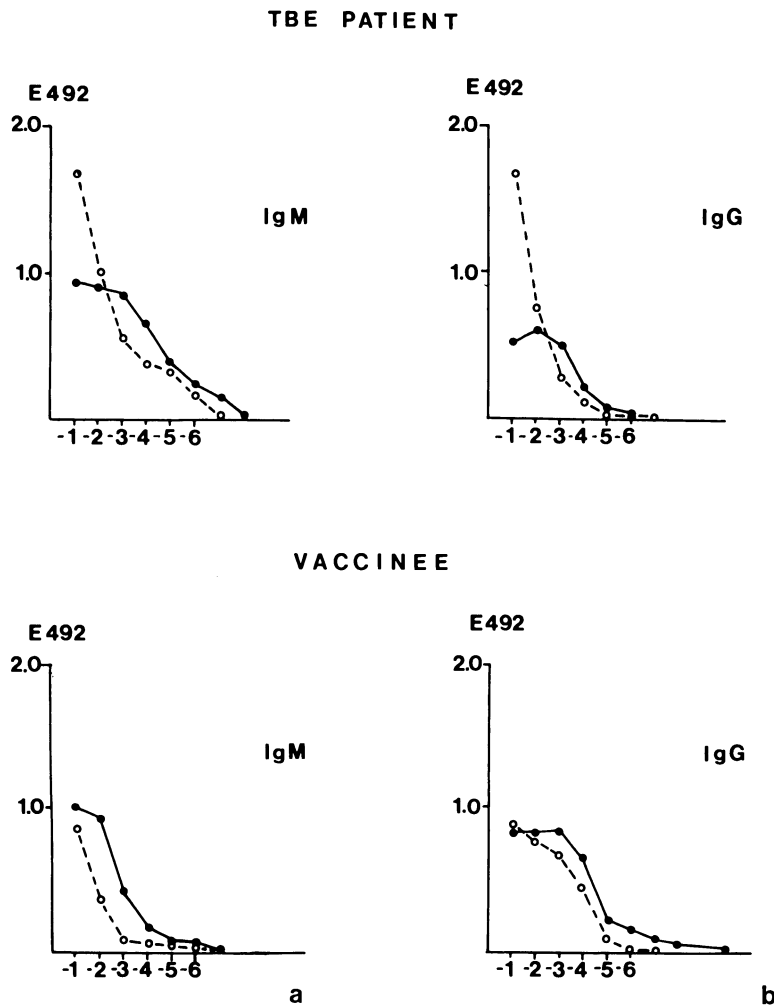 TBE PATIENT
E492
2.0
IgM
1.0
-1-2-3-4-5-6
E492
2.0
IgG
1.0
-1-2-3-4-5-6
VACCINEE
E492
2.0
IgM
1.0
-1-2-3-4-5-6
a
E492
2.0
IgG
1.0
-1-2-3-4-5-6
b